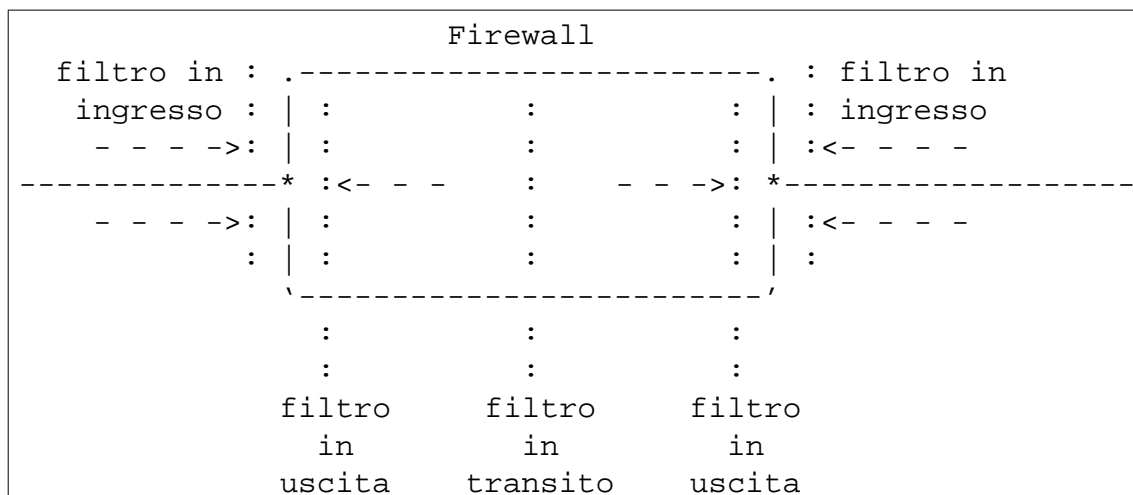 Firewall
filtro in : .-------------------------. : filtro in
ingresso : | : : : | : ingresso
- - - ->: | : : : | :<- - - -
--------------* :<- - - : - - ->: *-------------------
- - - ->: | : : : | :<- - - -
: | : : : | :
`-------------------------'
: : :
: : :
filtro filtro filtro
in in in
uscita transito uscita